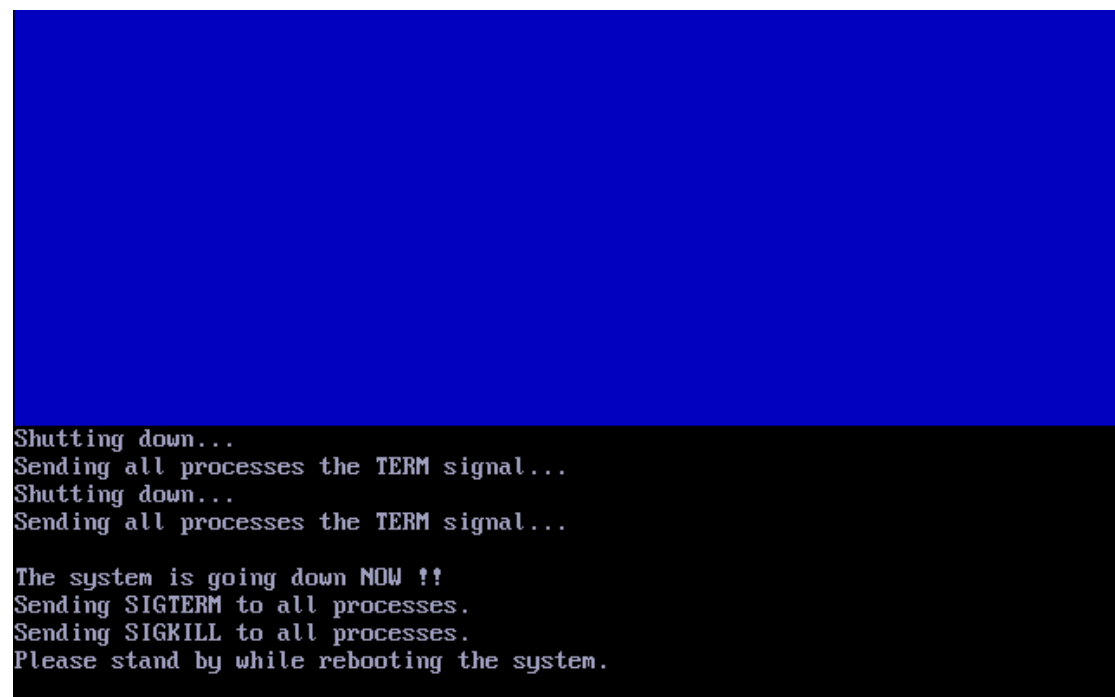 Shutting down...
Sending all processes the TERM signal...
Shutting down...
Sending all processes the TERM signal...
The system is going down NOW !!
Sending SIGTERM to all processes.
Sending SIGKILL to all processes.
Please stand by while rebooting the system.